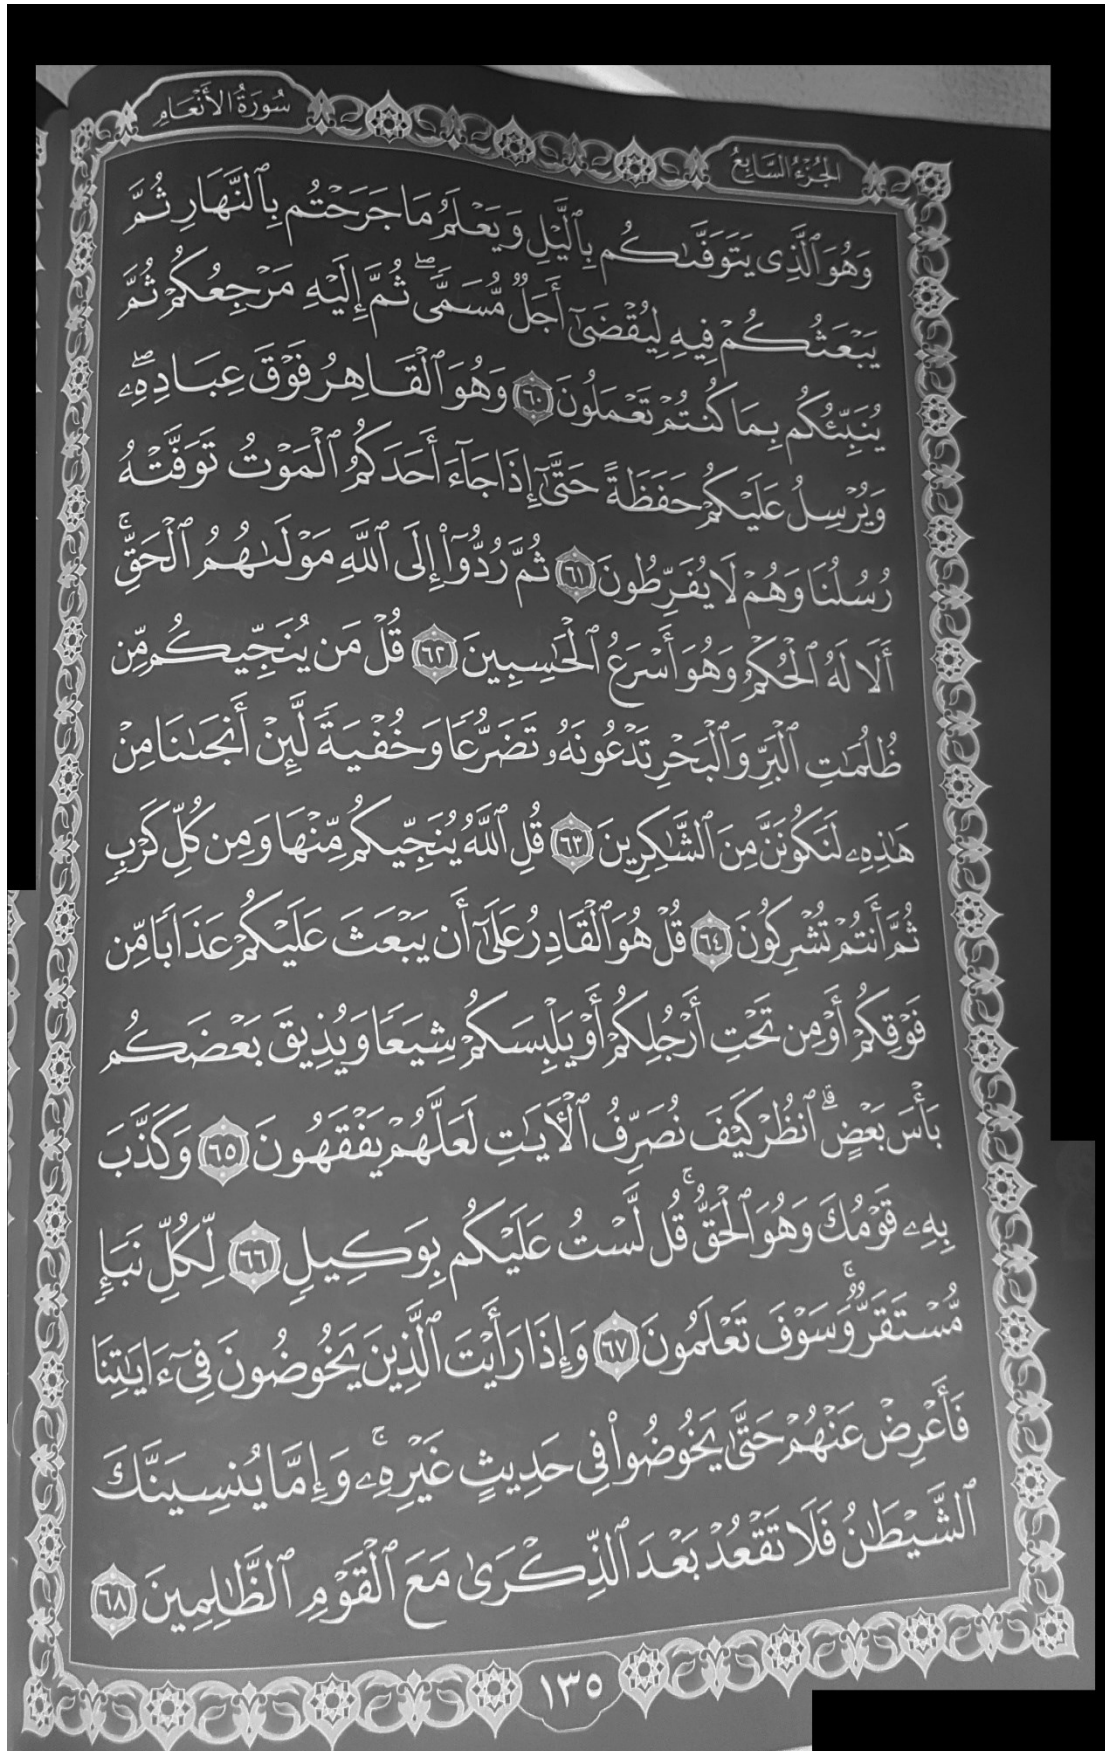 الجُزْءُ السَّابِعُ
سُورَةُ الأَنْعَامِ
وَهُوَ ٱلَّذِى يَتَوَفَّىٰكُم بِٱلَّيْلِ وَيَعْلَمُ مَا جَرَحْتُم بِٱلنَّهَارِ ثُمَّ
يَبْعَثُكُمْ فِيهِ لِيُقْضَىٰٓ أَجَلٌ مُّسَمًّى ۖ ثُمَّ إِلَيْهِ مَرْجِعُكُمْ ثُمَّ
يُنَبِّئُكُم بِمَا كُنتُمْ تَعْمَلُونَ ٦٠ وَهُوَ ٱلْقَاهِرُ فَوْقَ عِبَادِهِۦ ۖ
وَيُرْسِلُ عَلَيْكُمْ حَفَظَةً حَتَّىٰٓ إِذَا جَآءَ أَحَدَكُمُ ٱلْمَوْتُ تَوَفَّتْهُ
رُسُلُنَا وَهُمْ لَا يُفَرِّطُونَ ٦١ ثُمَّ رُدُّوٓا۟ إِلَى ٱللَّهِ مَوْلَىٰهُمُ ٱلْحَقِّ ۚ
أَلَا لَهُ ٱلْحُكْمُ وَهُوَ أَسْرَعُ ٱلْحَٰسِبِينَ ٦٢ قُلْ مَن يُنَجِّيكُم مِّن
ظُلُمَٰتِ ٱلْبَرِّ وَٱلْبَحْرِ تَدْعُونَهُۥ تَضَرُّعًا وَخُفْيَةً لَّئِنْ أَنجَىٰنَا مِنْ
هَٰذِهِۦ لَنَكُونَنَّ مِنَ ٱلشَّٰكِرِينَ ٦٣ قُلِ ٱللَّهُ يُنَجِّيكُم مِّنْهَا وَمِن كُلِّ كَرْبٍ
ثُمَّ أَنتُمْ تُشْرِكُونَ ٦٤ قُلْ هُوَ ٱلْقَادِرُ عَلَىٰٓ أَن يَبْعَثَ عَلَيْكُمْ عَذَابًا مِّن
فَوْقِكُمْ أَوْ مِن تَحْتِ أَرْجُلِكُمْ أَوْ يَلْبِسَكُمْ شِيَعًا وَيُذِيقَ بَعْضَكُم
بَأْسَ بَعْضٍ ۗ ٱنظُرْ كَيْفَ نُصَرِّفُ ٱلْـَٔايَٰتِ لَعَلَّهُمْ يَفْقَهُونَ ٦٥ وَكَذَّبَ
بِهِۦ قَوْمُكَ وَهُوَ ٱلْحَقُّ ۚ قُل لَّسْتُ عَلَيْكُم بِوَكِيلٍ ٦٦ لِّكُلِّ نَبَإٍ
مُّسْتَقَرٌّ ۚ وَسَوْفَ تَعْلَمُونَ ٦٧ وَإِذَا رَأَيْتَ ٱلَّذِينَ يَخُوضُونَ فِىٓ ءَايَٰتِنَا
فَأَعْرِضْ عَنْهُمْ حَتَّىٰ يَخُوضُوا۟ فِى حَدِيثٍ غَيْرِهِۦ ۚ وَإِمَّا يُنسِيَنَّكَ
ٱلشَّيْطَٰنُ فَلَا تَقْعُدْ بَعْدَ ٱلذِّكْرَىٰ مَعَ ٱلْقَوْمِ ٱلظَّٰلِمِينَ ٦٨
١٣٥